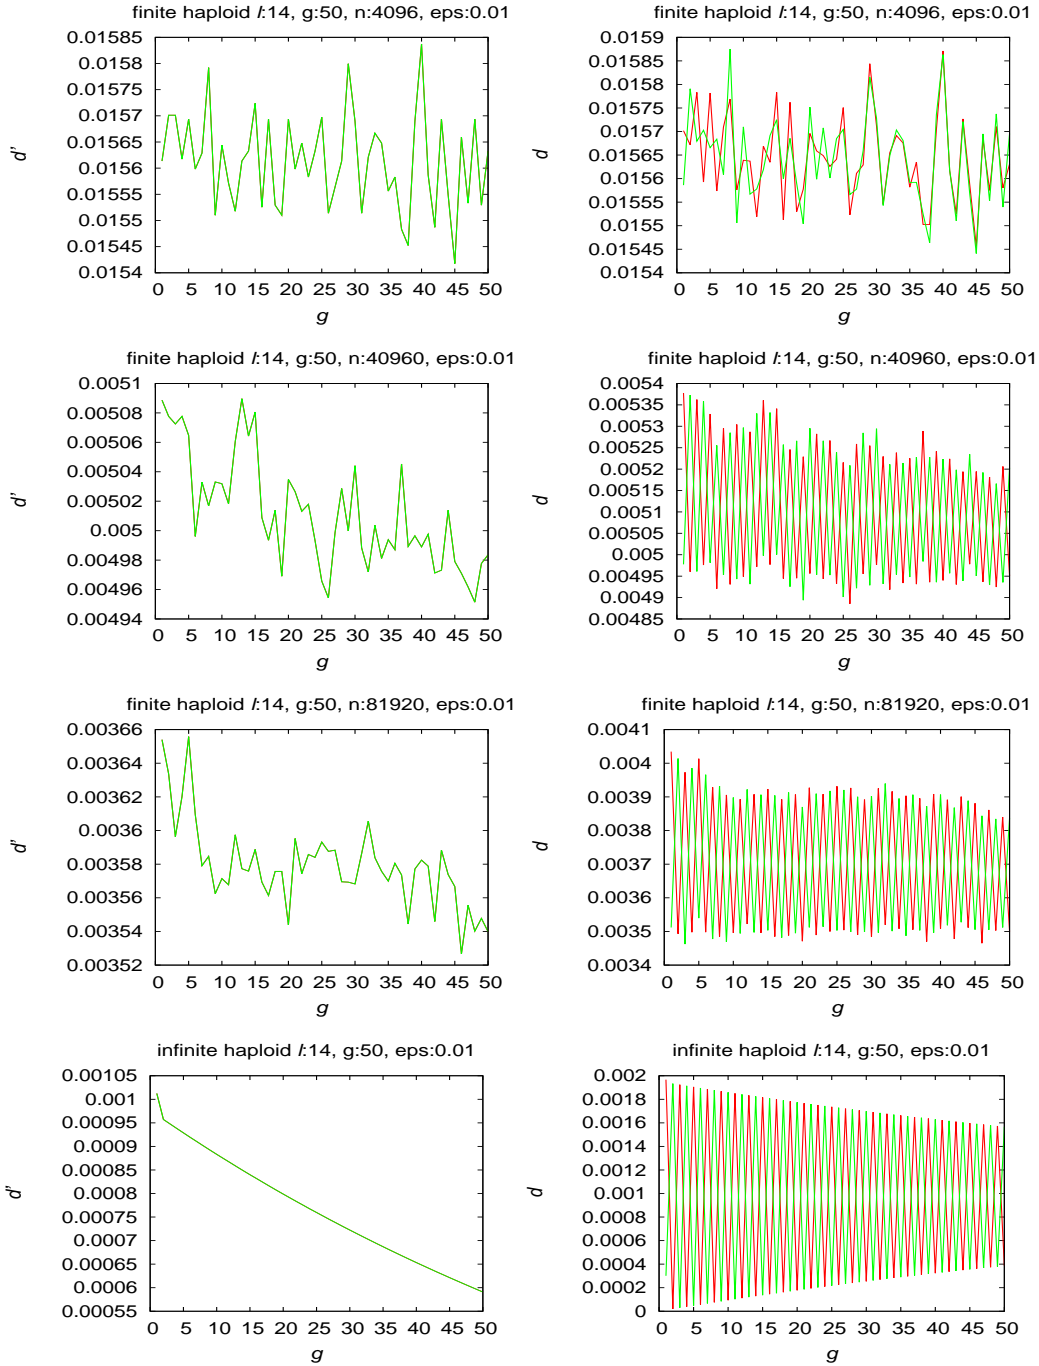 finite haploid l:14, g:50, n:4096, eps:0.01
0.01585
0.0158
0.01575
0.0157
0.01565
0.0156
0.01555
0.0155
0.01545
0.0154
d'
0 5 10 15 20 25 30 35 40 45 50
g
finite haploid l:14, g:50, n:4096, eps:0.01
0.0159
0.01585
0.0158
0.01575
0.0157
0.01565
0.0156
0.01555
0.0155
0.01545
0.0154
d
0 5 10 15 20 25 30 35 40 45 50
g
finite haploid l:14, g:50, n:40960, eps:0.01
0.0051
0.00508
0.00506
0.00504
0.00502
0.005
0.00498
0.00496
0.00494
d'
0 5 10 15 20 25 30 35 40 45 50
g
finite haploid l:14, g:50, n:40960, eps:0.01
0.0054
0.00535
0.0053
0.00525
0.0052
0.00515
0.0051
0.00505
0.005
0.00495
0.0049
0.00485
d
0 5 10 15 20 25 30 35 40 45 50
g
finite haploid l:14, g:50, n:81920, eps:0.01
0.00366
0.00364
0.00362
0.0036
0.00358
0.00356
0.00354
0.00352
d'
0 5 10 15 20 25 30 35 40 45 50
g
finite haploid l:14, g:50, n:81920, eps:0.01
0.0041
0.004
0.0039
0.0038
0.0037
0.0036
0.0035
0.0034
d
0 5 10 15 20 25 30 35 40 45 50
g
infinite haploid l:14, g:50, eps:0.01
0.00105
0.001
0.00095
0.0009
0.00085
0.0008
0.00075
0.0007
0.00065
0.0006
0.00055
d'
0 5 10 15 20 25 30 35 40 45 50
g
infinite haploid l:14, g:50, eps:0.01
0.002
0.0018
0.0016
0.0014
0.0012
0.001
0.0008
0.0006
0.0004
0.0002
0
d
0 5 10 15 20 25 30 35 40 45 50
g